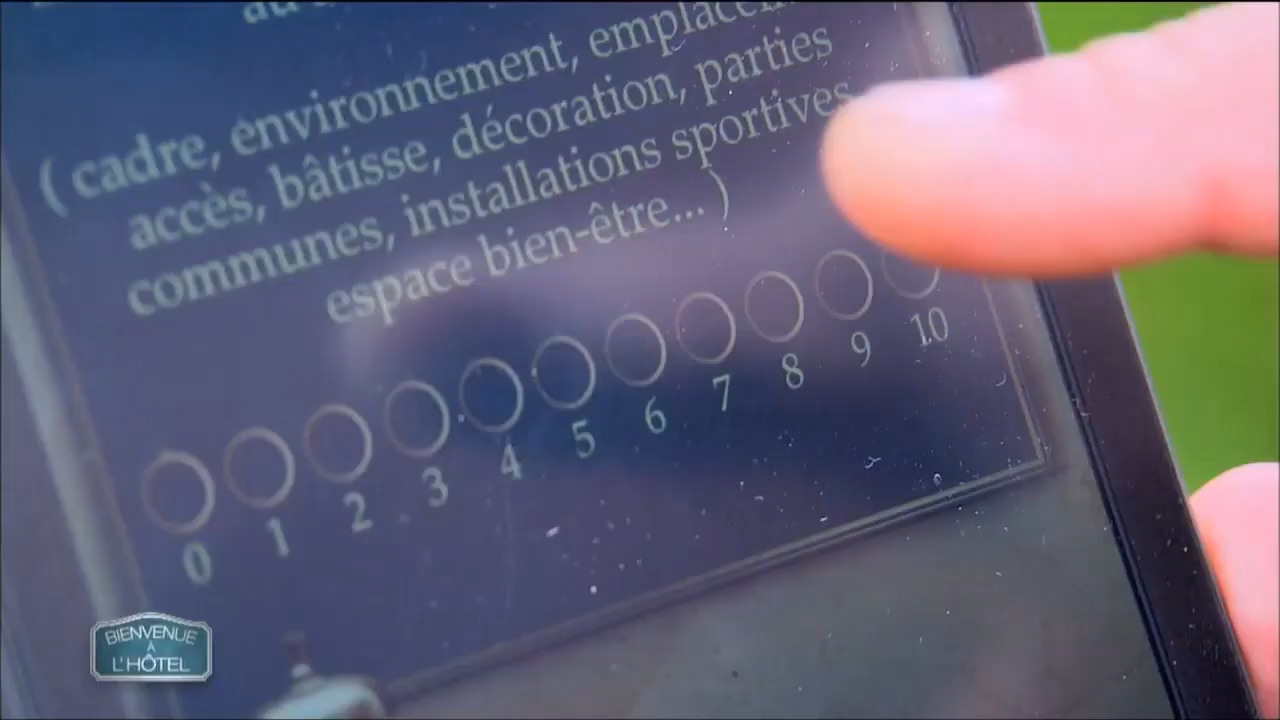 au
(cadre, environnement,
accès, bâtisse, décoration, parties
communes, installations sportives
espace bien-être...)
0 1 2 3 4 5 6 7 8 9 10
BIENVENUE
À
L'HÔTEL